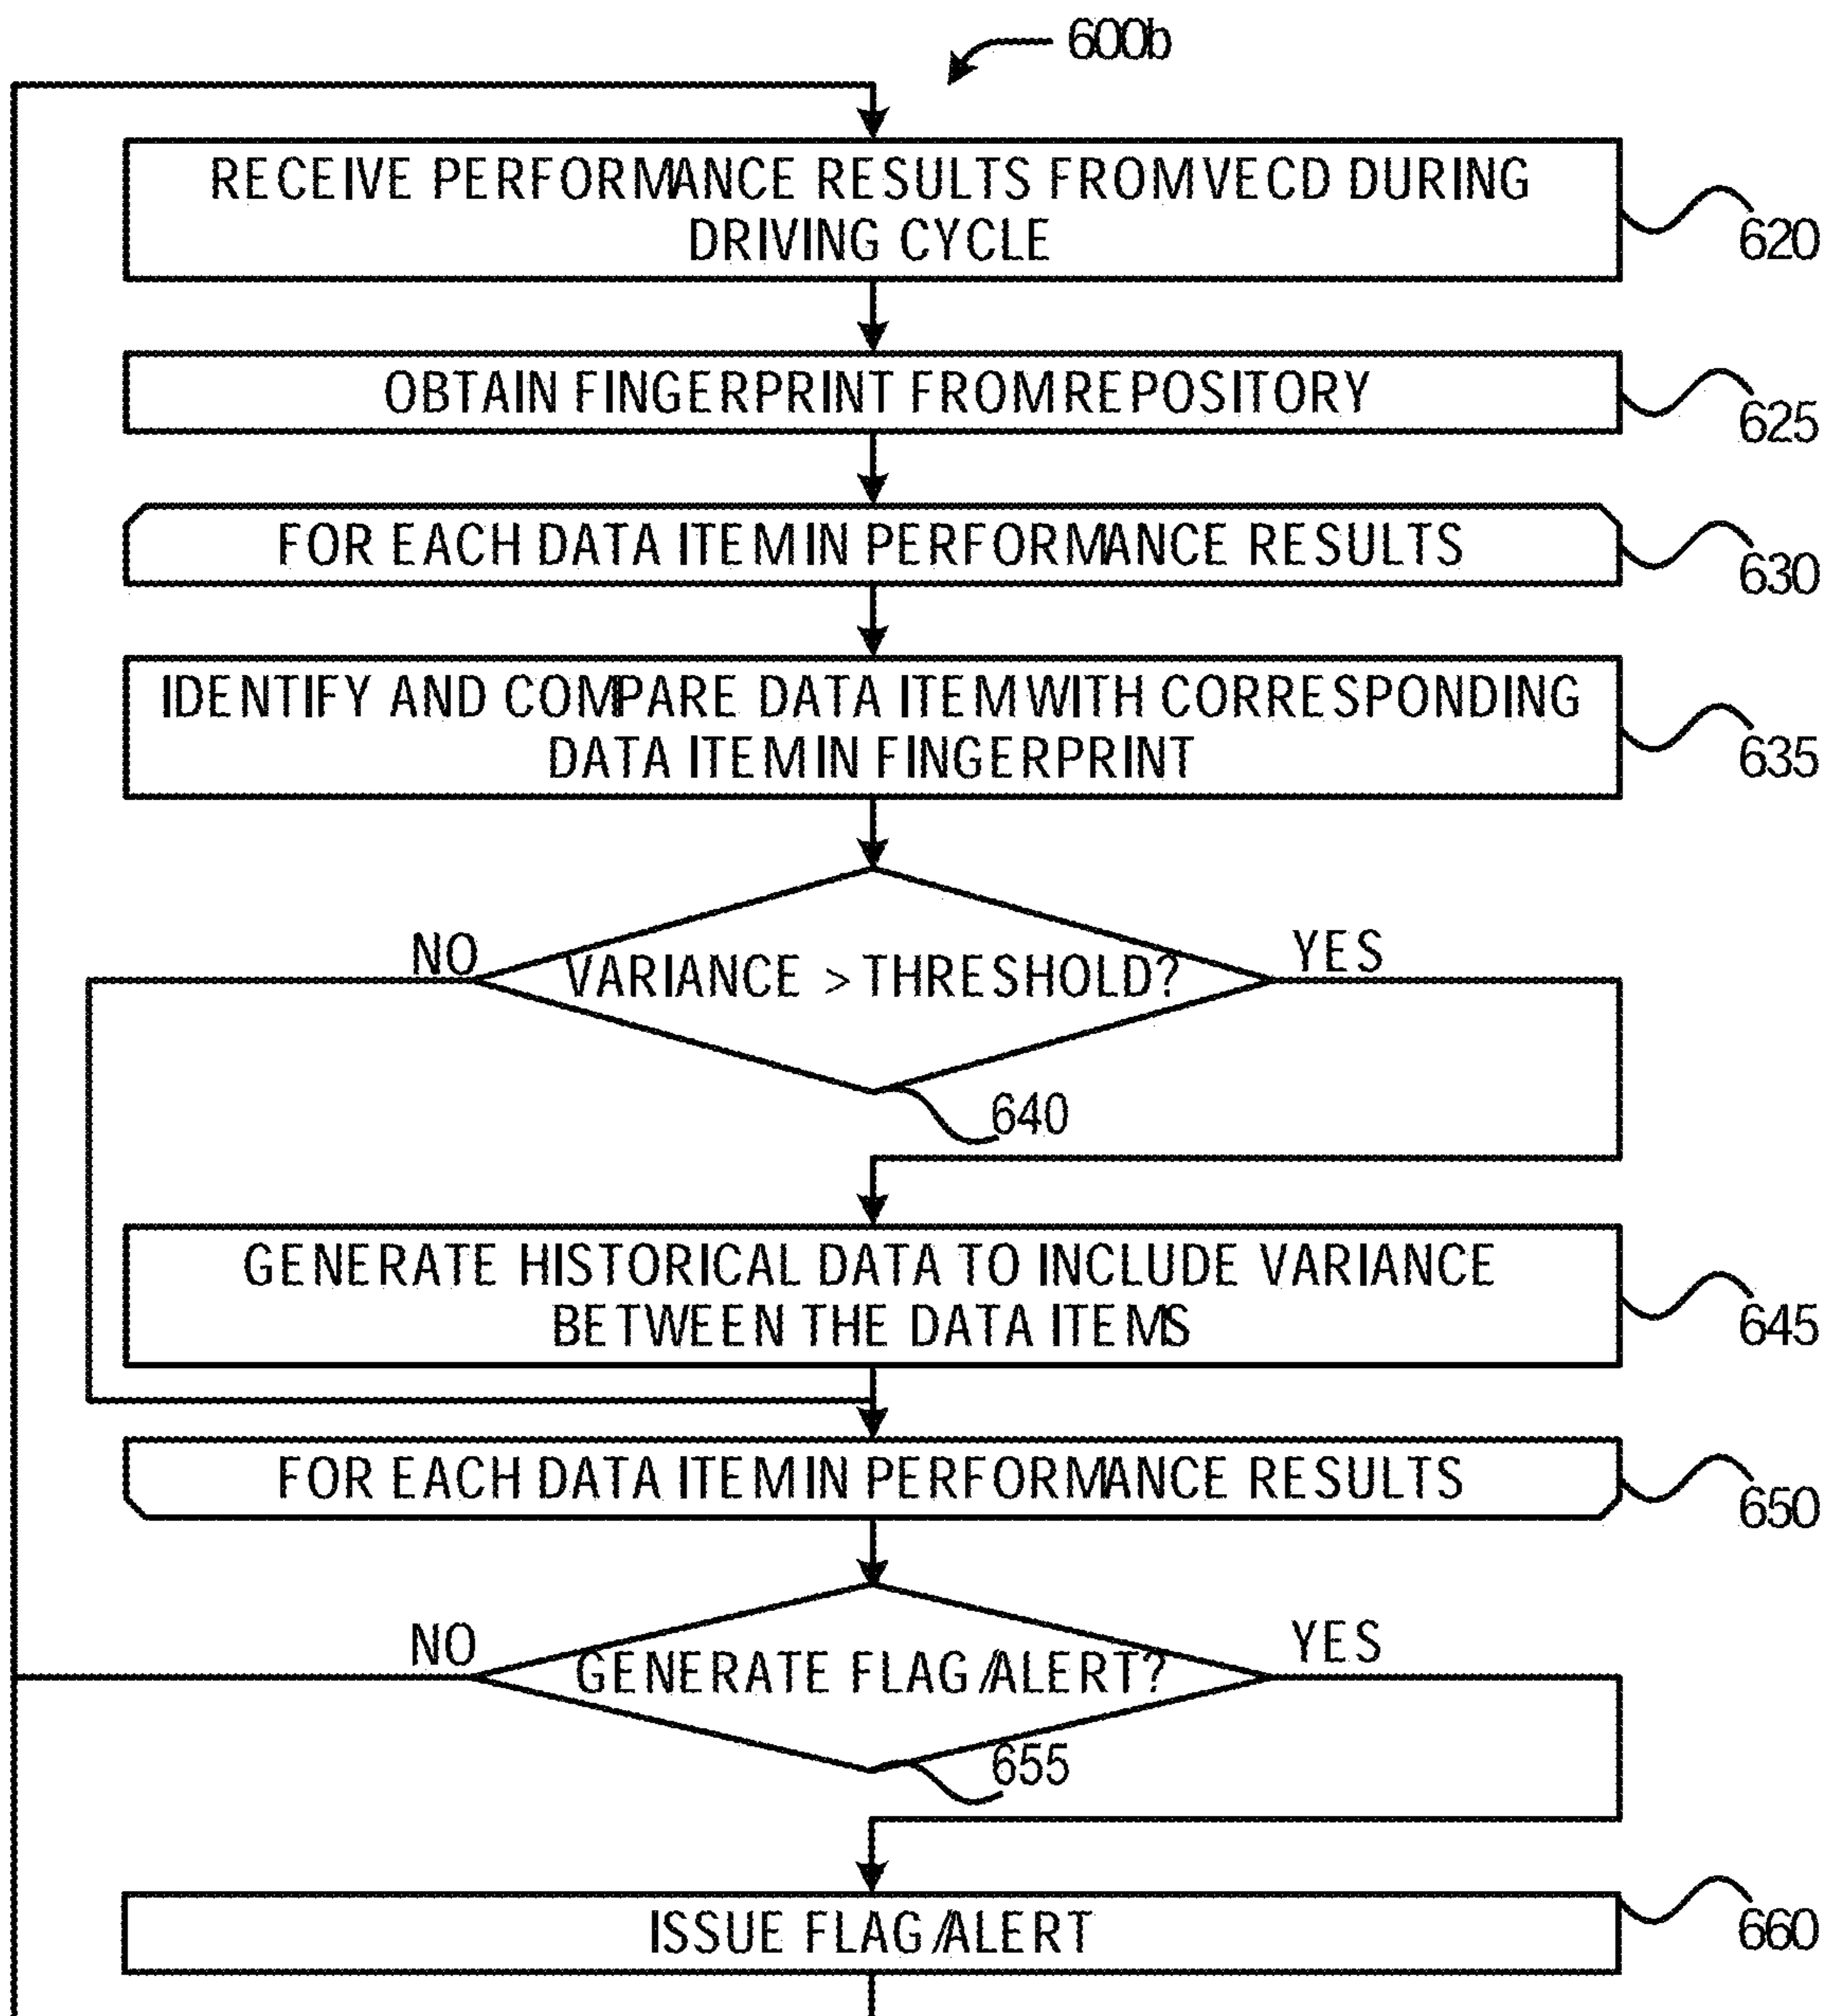 600b
RECEIVE PERFORMANCE RESULTS FROM VECD DURING
DRIVING CYCLE
620
OBTAIN FINGERPRINT FROM REPOSITORY
625
FOR EACH DATA ITEM IN PERFORMANCE RESULTS
630
IDENTIFY AND COMPARE DATA ITEM WITH CORRESPONDING
DATA ITEM IN FINGERPRINT
635
NO
VARIANCE > THRESHOLD?
YES
640
GENERATE HISTORICAL DATA TO INCLUDE VARIANCE
BETWEEN THE DATA ITEMS
645
FOR EACH DATA ITEM IN PERFORMANCE RESULTS
650
NO
GENERATE FLAG/ALERT?
YES
655
ISSUE FLAG/ALERT
660